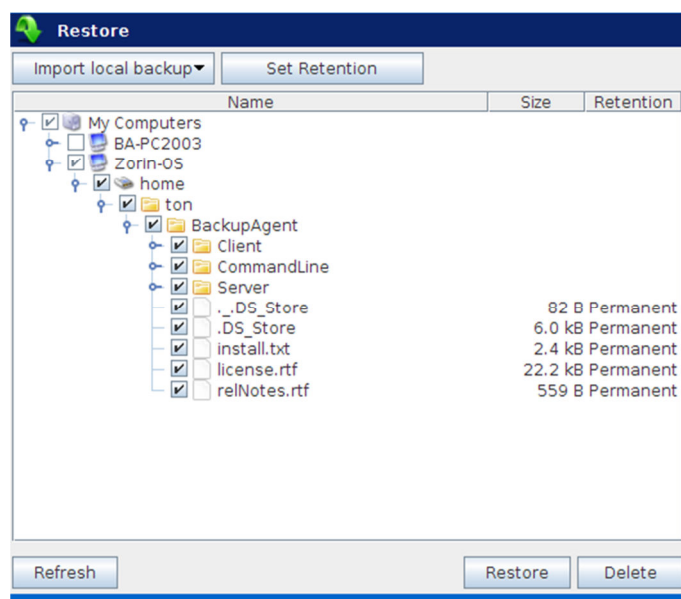 Restore
Import local backup Set Retention
Name Size Retention
My Computers
BA-PC2003
Zorin-OS
home
ton
BackupAgent
Client
CommandLine
Server
._.DS_Store 82 B Permanent
.DS_Store 6.0 kB Permanent
install.txt 2.4 kB Permanent
license.rtf 22.2 kB Permanent
relNotes.rtf 559 B Permanent
Refresh Restore Delete